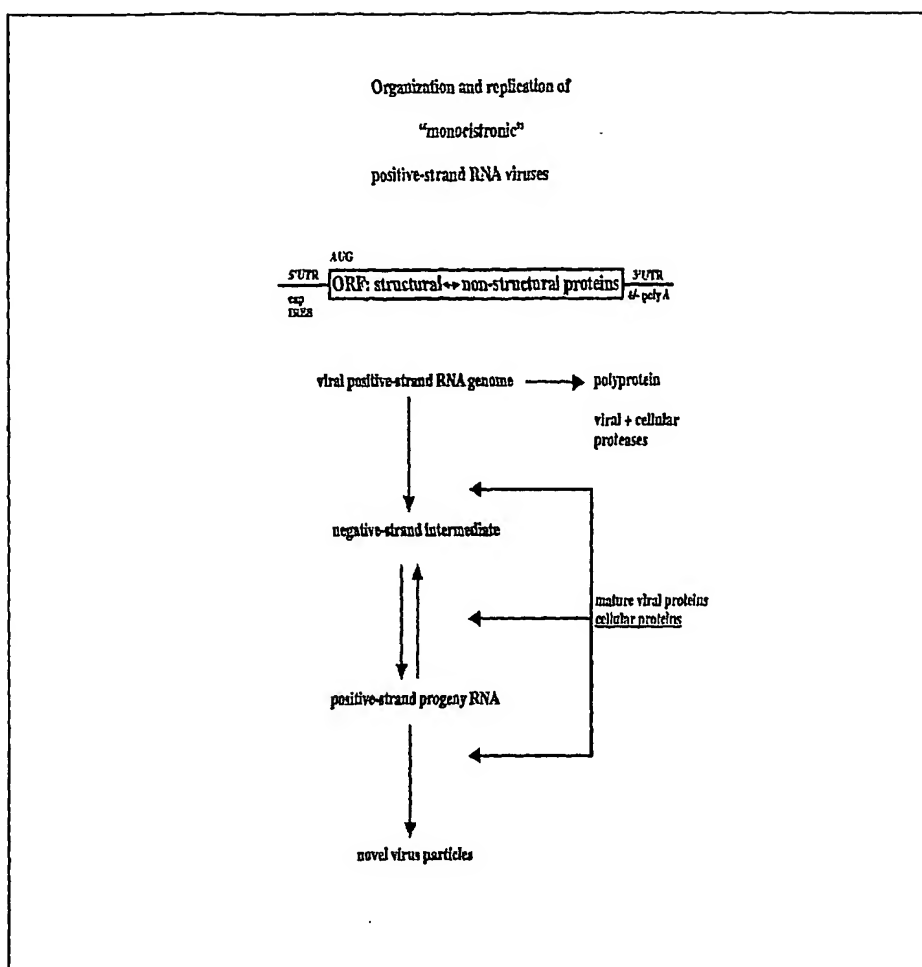 Organization and replication of
"monocistronic"
positive-strand RNA viruses
AUG
5'UTR
ORF: structural↔non-structural proteins
3'UTR
cap
IRES
+/- poly A
viral positive-strand RNA genome
polyprotein
viral + cellular
proteases
negative-strand intermediate
mature viral proteins
cellular proteins
positive-strand progeny RNA
novel virus particles